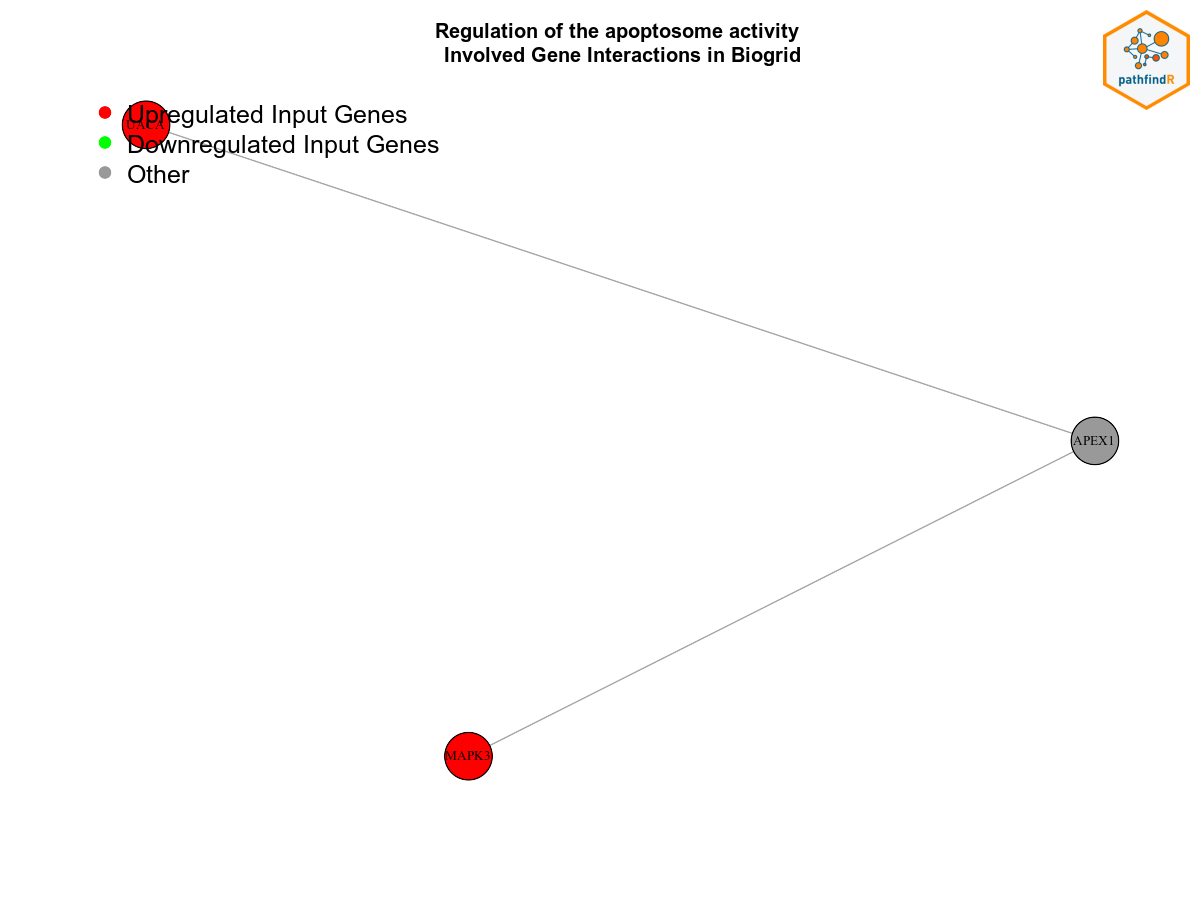 Regulation of the apoptosome activity
Involved Gene Interactions in Biogrid
pathfindR
Upregulated Input Genes
UACA
Downregulated Input Genes
Other
APEX1
MAPK3